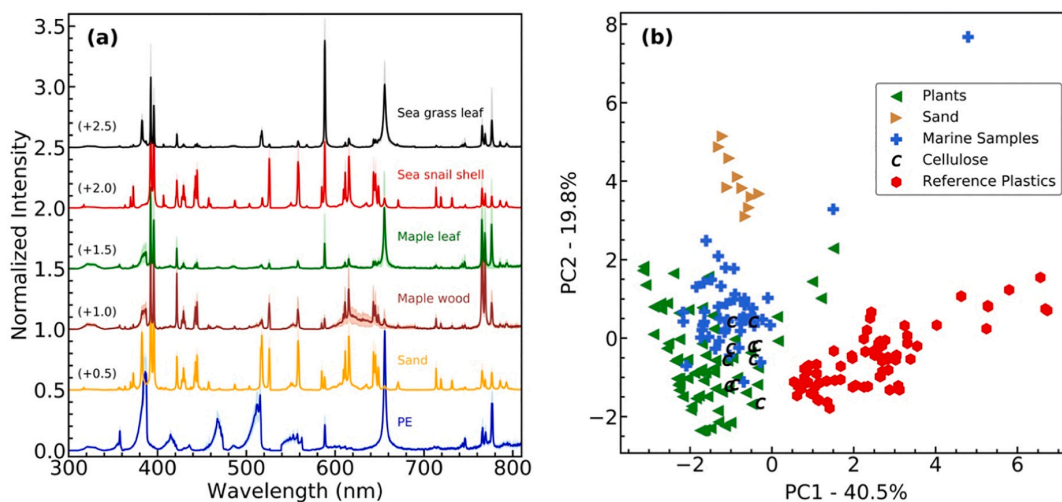 (a)
Normalized Intensity
3.5
3.0
2.5
2.0
1.5
1.0
0.5
0.0
(+2.5)
Sea grass leaf
(+2.0)
Sea snail shell
(+1.5)
Maple leaf
(+1.0)
Maple wood
(+0.5)
Sand
PE
300 400 500 600 700 800
Wavelength (nm)
(b)
PC2 - 19.8%
8
6
4
2
0
−2
Plants
Sand
Marine Samples
C Cellulose
Reference Plastics
C
C
C
C
C
C
C
C
C
C
−2 0 2 4 6
PC1 - 40.5%